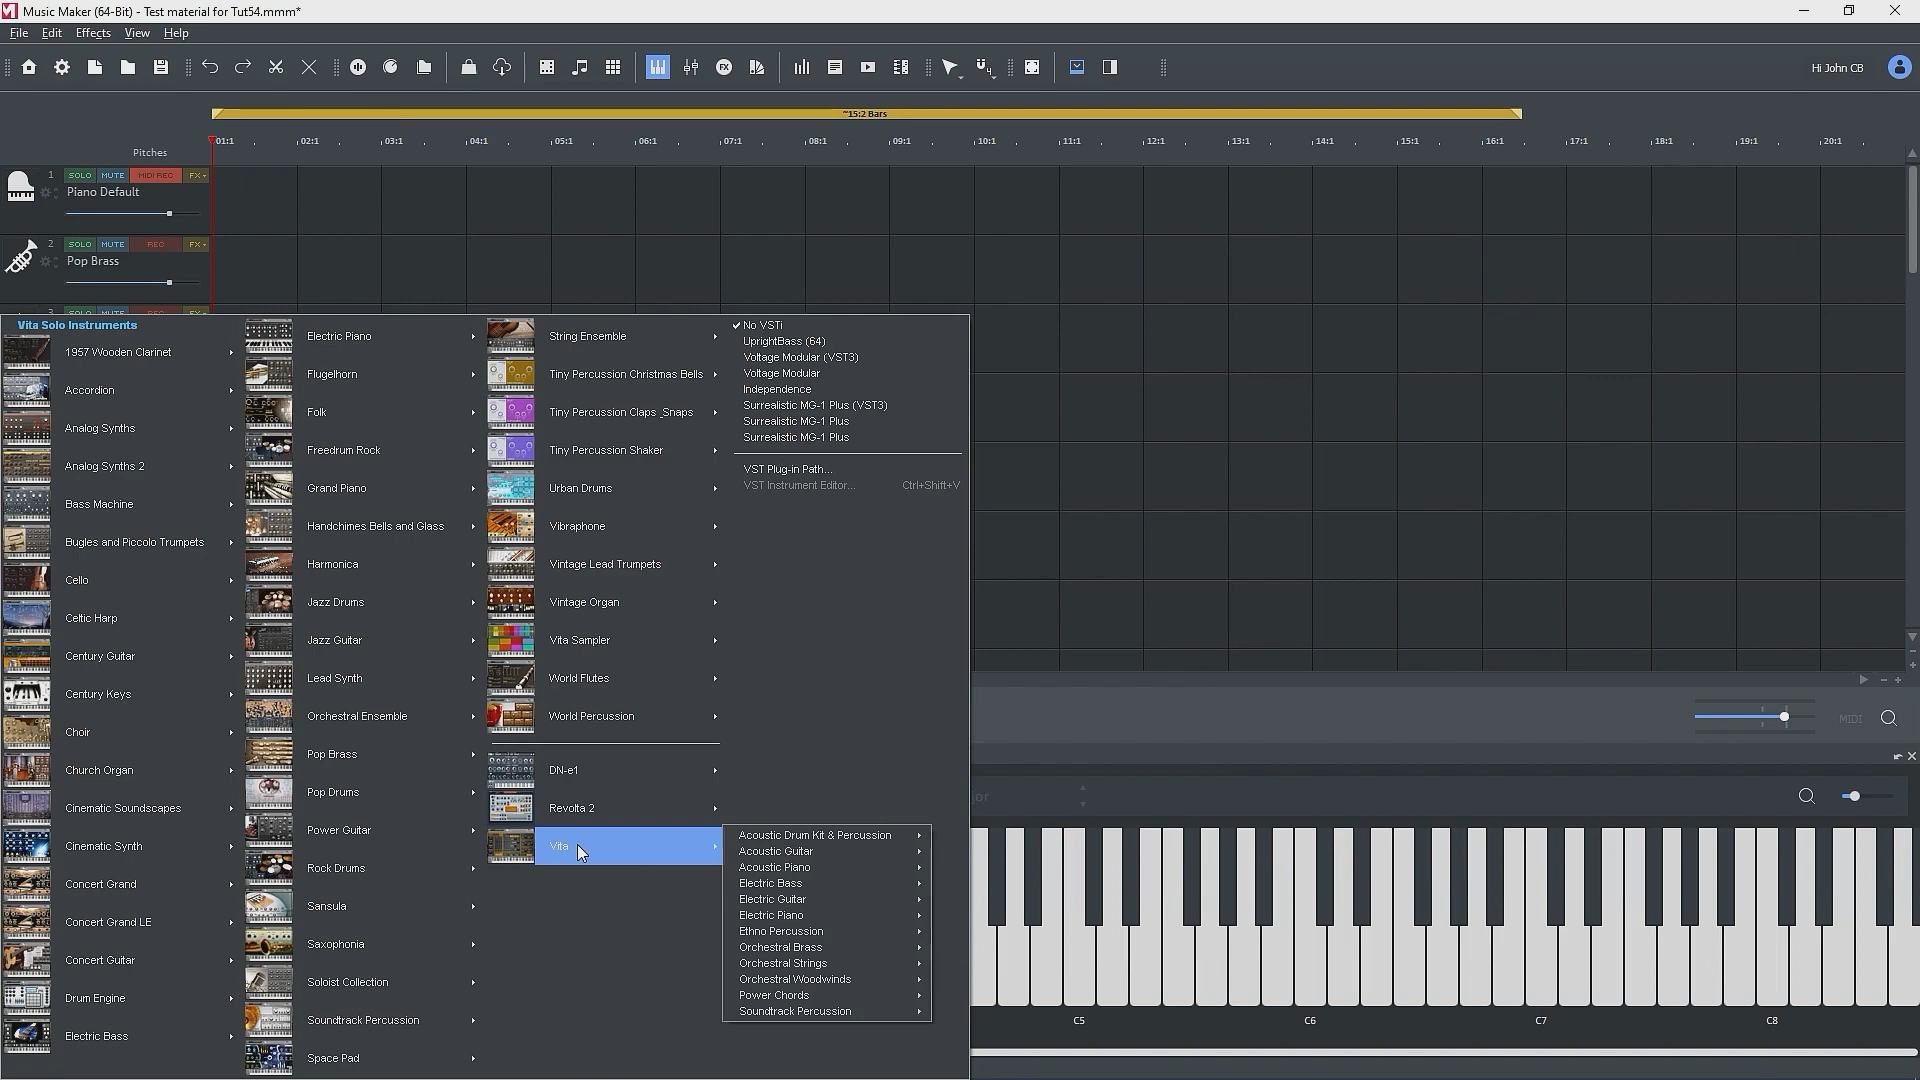 Music Maker (64-Bit) - Test material for Tut54.mmm*
File Edit Effects View Help
Hi John CB
~15:2 Bars
01:1 02:1 03:1 04:1 05:1 06:1 07:1 08:1 09:1 10:1 11:1 12:1 13:1 14:1 15:1 16:1 17:1 18:1 19:1 20:1
Pitches
1 SOLO MUTE MIDI REC FX
Piano Default
2 SOLO MUTE REC FX
Pop Brass
SOLO MUTE REC FX
Vita Solo Instruments
1957 Wooden Clarinet
Accordion
Analog Synths
Analog Synths 2
Bass Machine
Bugles and Piccolo Trumpets
Cello
Celtic Harp
Century Guitar
Century Keys
Choir
Church Organ
Cinematic Soundscapes
Cinematic Synth
Concert Grand
Concert Grand LE
Concert Guitar
Drum Engine
Electric Bass
Electric Piano
Flugelhorn
Folk
Freedrum Rock
Grand Piano
Handchimes Bells and Glass
Harmonica
Jazz Drums
Jazz Guitar
Lead Synth
Orchestral Ensemble
Pop Brass
Pop Drums
Power Guitar
Rock Drums
Sansula
Saxophonia
Soloist Collection
Soundtrack Percussion
Space Pad
String Ensemble
Tiny Percussion Christmas Bells
Tiny Percussion Claps _Snaps
Tiny Percussion Shaker
Urban Drums
Vibraphone
Vintage Lead Trumpets
Vintage Organ
Vita Sampler
World Flutes
World Percussion
DN-e1
Revolta 2
Vita
No VSTi
UprightBass (64)
Voltage Modular (VST3)
Voltage Modular
Independence
Surrealistic MG-1 Plus (VST3)
Surrealistic MG-1 Plus
Surrealistic MG-1 Plus
VST Plug-in Path...
VST Instrument Editor... Ctrl+Shift+V
Acoustic Drum Kit & Percussion
Acoustic Guitar
Acoustic Piano
Electric Bass
Electric Guitar
Electric Piano
Ethno Percussion
Orchestral Brass
Orchestral Strings
Orchestral Woodwinds
Power Chords
Soundtrack Percussion
MIDI
or
C5 C6 C7 C8